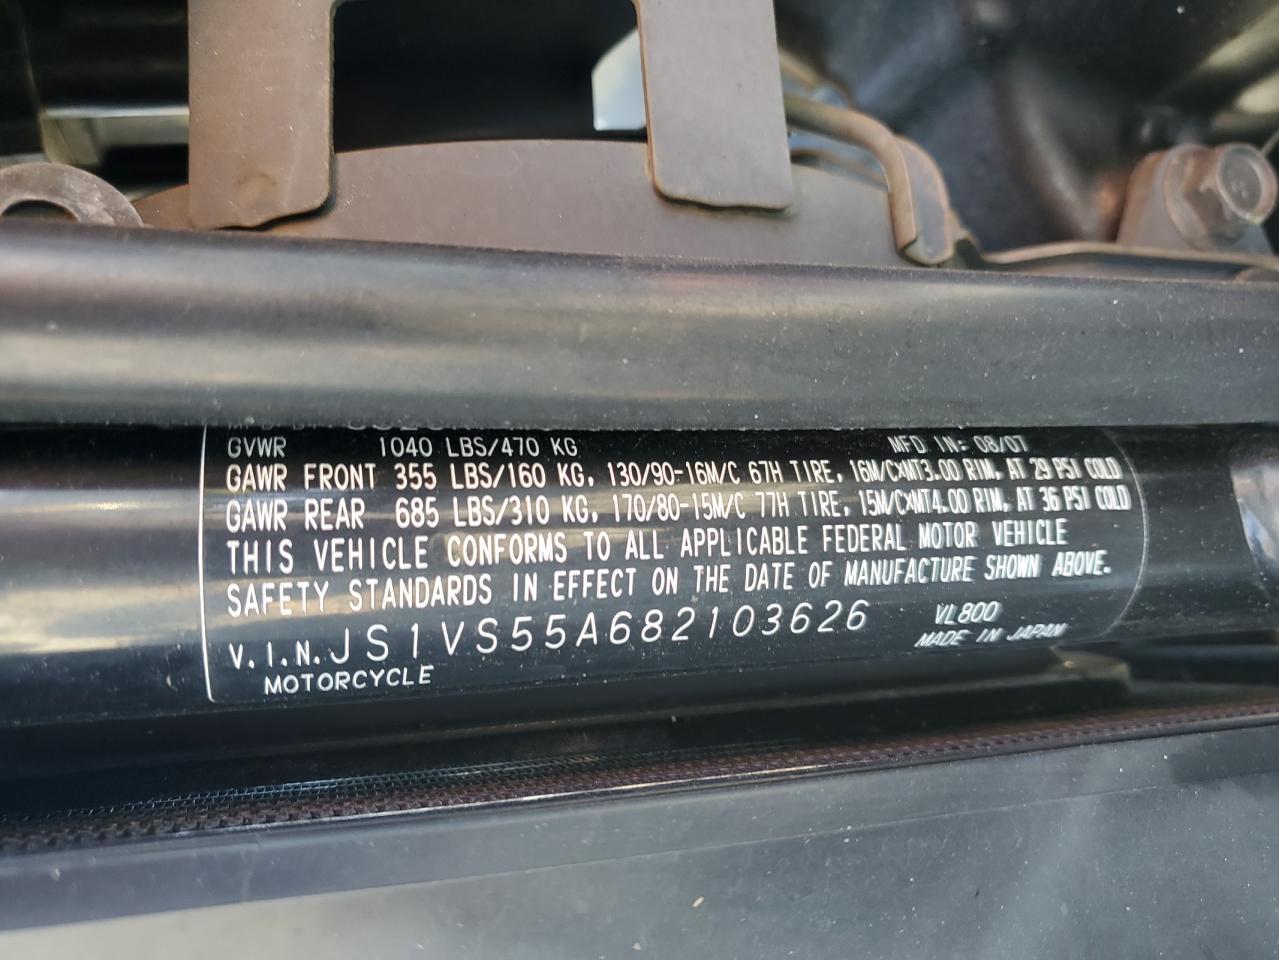 GVWR 1040 LBS/470 KG MFD IN: 08/07
GAWR FRONT 355 LBS/160 KG, 130/90-16M/C 67H TIRE, 16M/CXMT3.00 RIM, AT 29 PSI COLD
GAWR REAR 685 LBS/310 KG, 170/80-15M/C 77H TIRE, 15M/CXMT4.00 RIM, AT 36 PSI COLD
THIS VEHICLE CONFORMS TO ALL APPLICABLE FEDERAL MOTOR VEHICLE
SAFETY STANDARDS IN EFFECT ON THE DATE OF MANUFACTURE SHOWN ABOVE.
V.I.N. JS1VS55A682103626 VL800
MOTORCYCLE MADE IN JAPAN